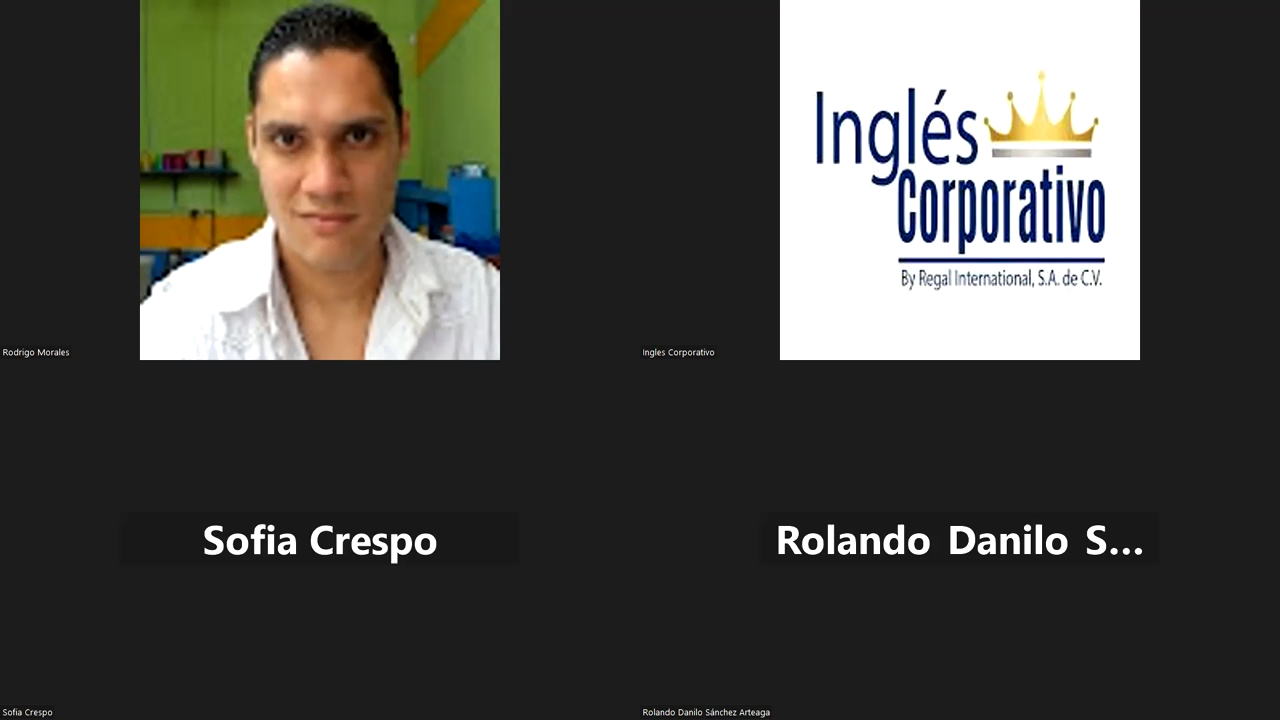 Inglés
Corporativo
By Regal International, S.A. de C.V.
Rodrigo Morales
Ingles Corporativo
Sofia Crespo
Rolando Danilo S...
Sofia Crespo
Rolando Danilo Sánchez Arteaga